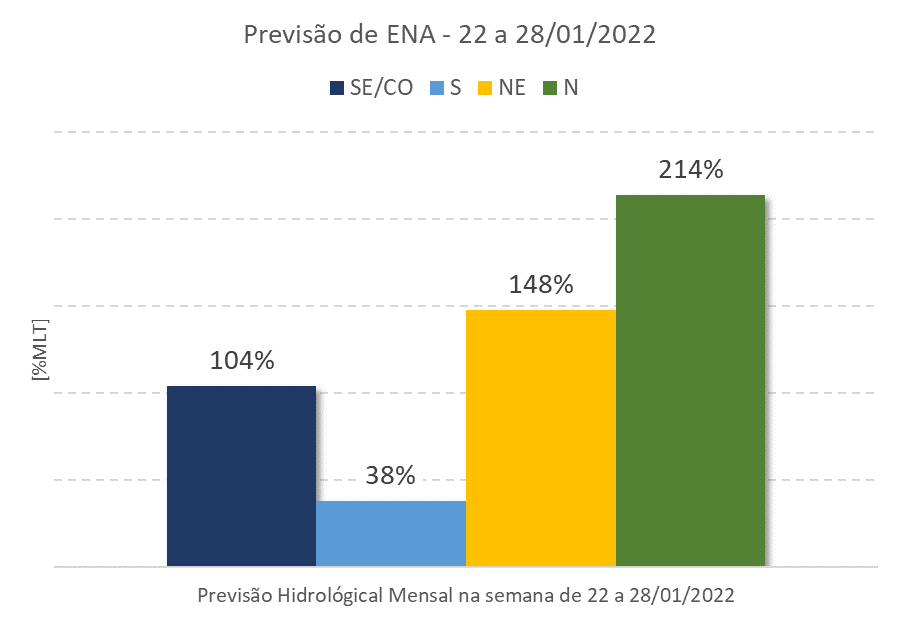 Previsão de ENA - 22 a 28/01/2022
SE/CO S NE N
214%
148%
104%
38%
[%MLT]
Previsão Hidrológical Mensal na semana de 22 a 28/01/2022